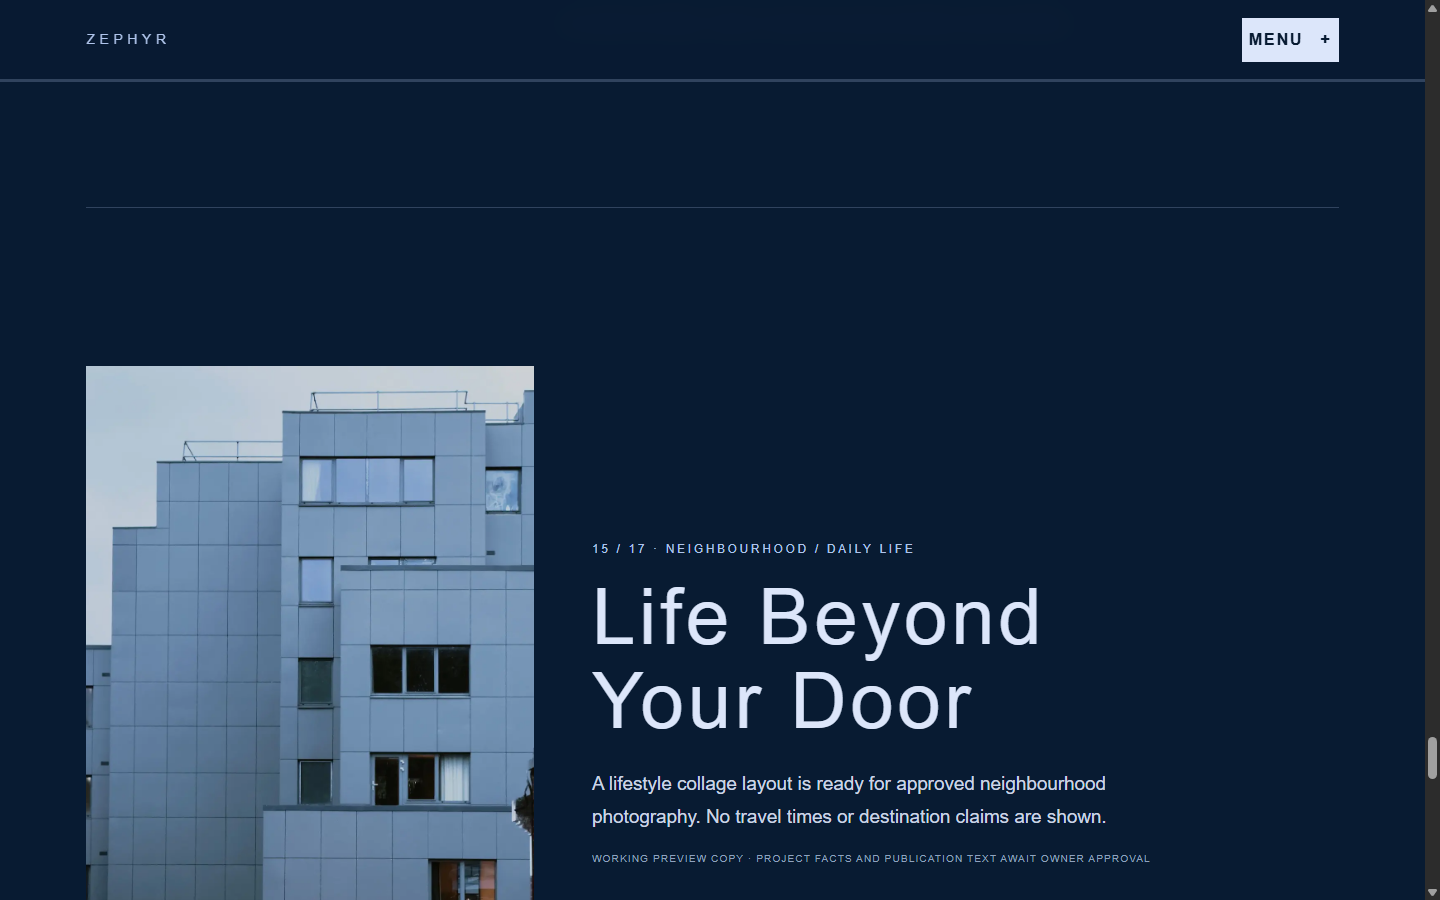 ZEPHYR
MENU +
15 / 17 · NEIGHBOURHOOD / DAILY LIFE
Life Beyond
Your Door
A lifestyle collage layout is ready for approved neighbourhood
photography. No travel times or destination claims are shown.
WORKING PREVIEW COPY · PROJECT FACTS AND PUBLICATION TEXT AWAIT OWNER APPROVAL